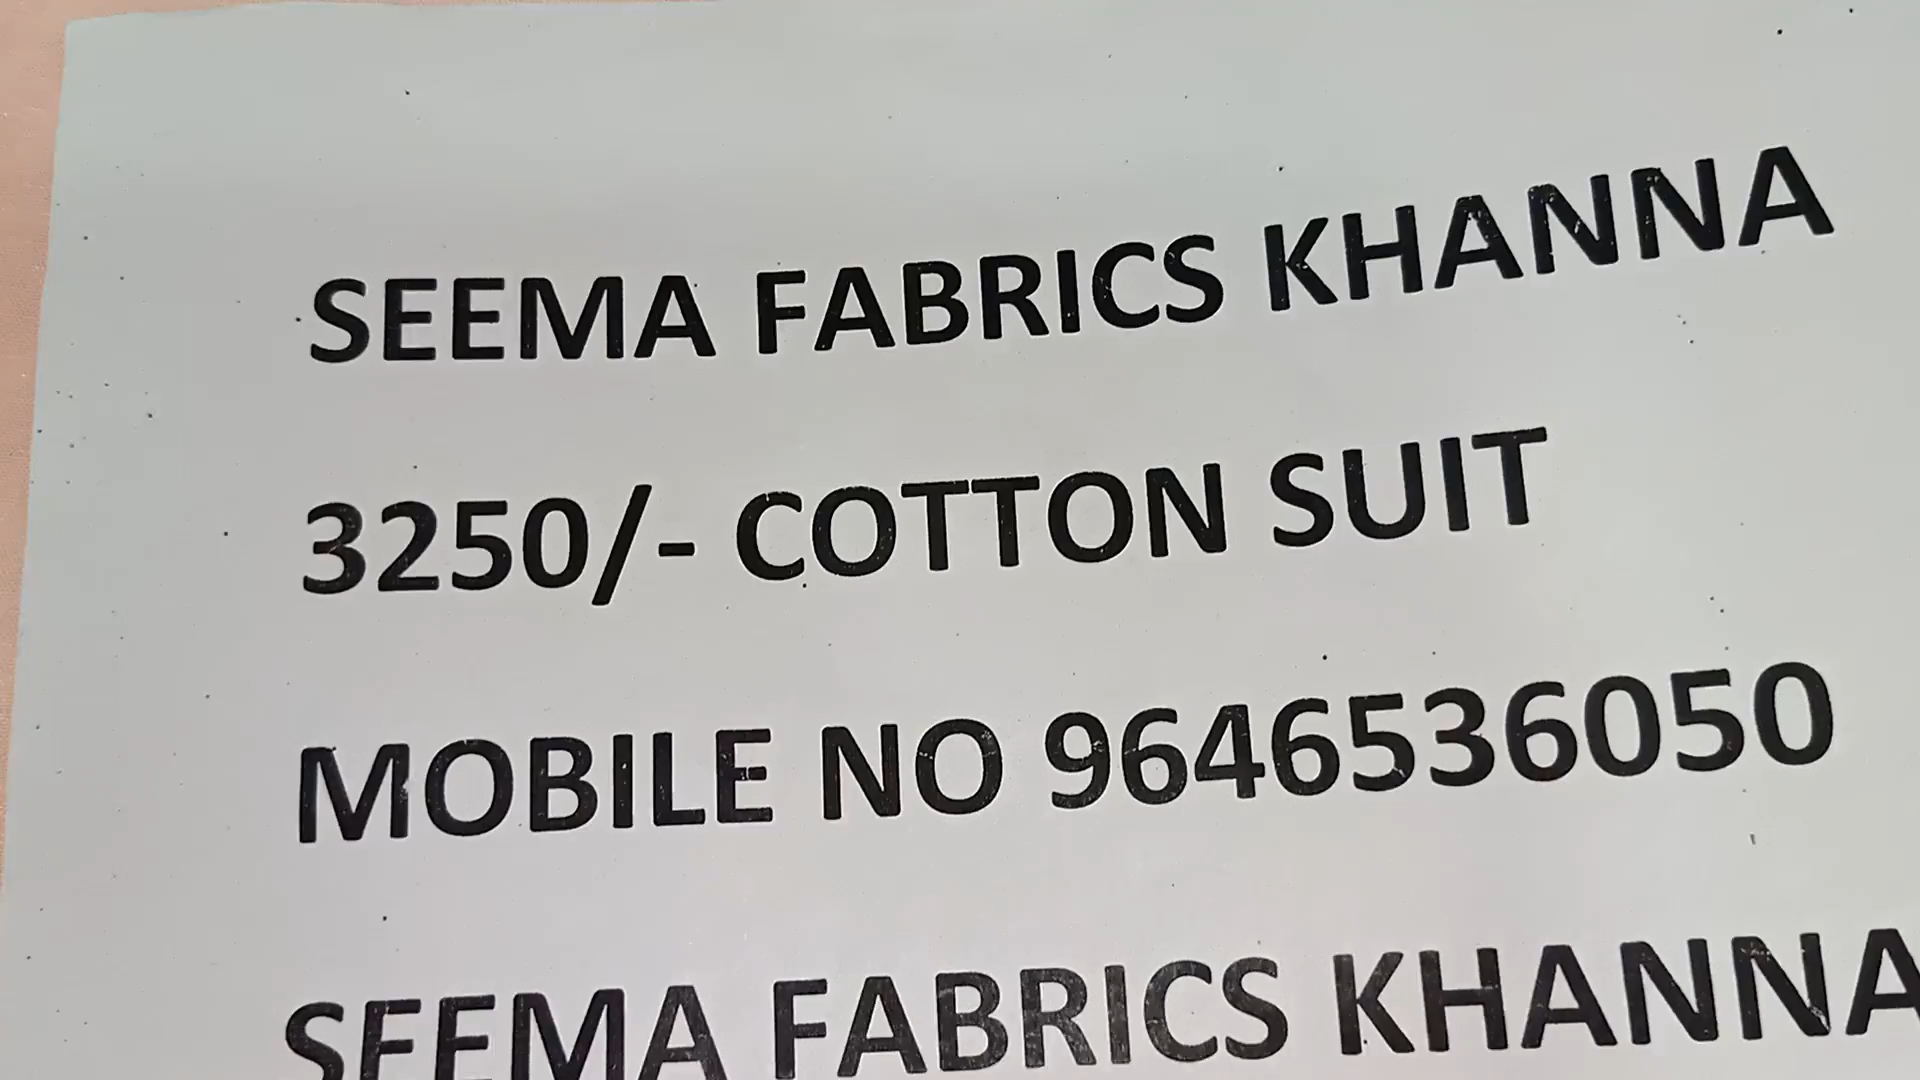 SEEMA FABRICS KHANNA
3250/- COTTON SUIT
MOBILE NO 9646536050
SEEMA FABRICS KHANNA